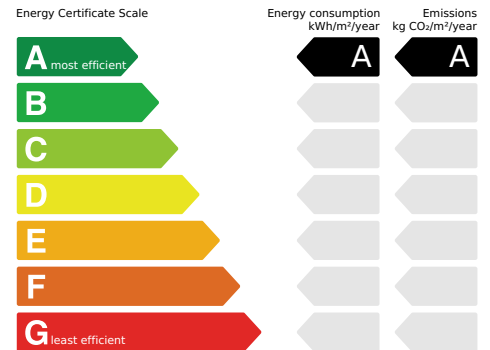 Energy Certificate Scale
Energy consumption
kWh/m²/year
Emissions
kg CO₂/m²/year
A most efficient
A
A
B
C
D
E
F
G least efficient